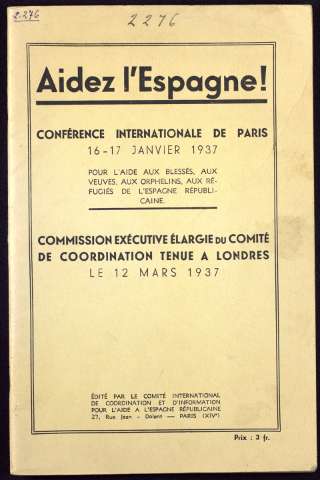 2.276
2276
Aidez l'Espagne!
CONFÉRENCE INTERNATIONALE DE PARIS
16-17 JANVIER 1937
POUR L'AIDE AUX BLESSÉS, AUX
VEUVES, AUX ORPHELINS, AUX RÉ-
FUGIÉS DE L'ESPAGNE RÉPUBLI-
CAINE.
COMMISSION EXÉCUTIVE ÉLARGIE DU COMITÉ
DE COORDINATION TENUE A LONDRES
LE 12 MARS 1937
ÉDITÉ PAR LE COMITÉ INTERNATIONAL
DE COORDINATION ET D'INFORMATION
POUR L'AIDE A L'ESPAGNE RÉPUBLICAINE
27, Rue Jean - Dolent — PARIS (XIVe)
Prix : 3 fr.